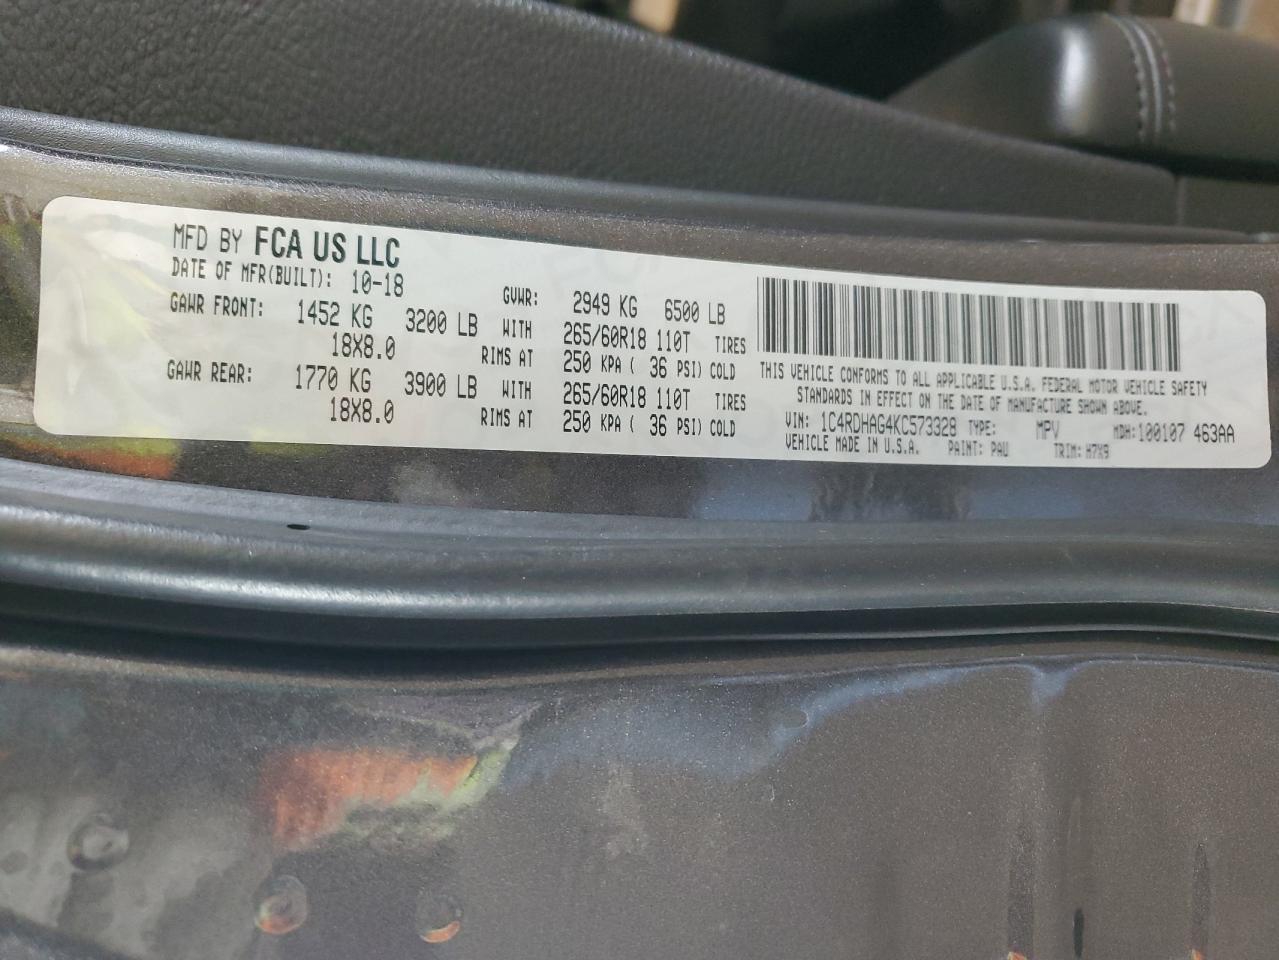 MFD BY FCA US LLC
DATE OF MFR(BUILT): 10-18 GVWR: 2949 KG 6500 LB
GAWR FRONT: 1452 KG 3200 LB WITH 265/60R18 110T TIRES
18X8.0 RIMS AT 250 KPA ( 36 PSI) COLD
GAWR REAR: 1770 KG 3900 LB WITH 265/60R18 110T TIRES
18X8.0 RIMS AT 250 KPA ( 36 PSI) COLD
THIS VEHICLE CONFORMS TO ALL APPLICABLE U.S.A. FEDERAL MOTOR VEHICLE SAFETY
STANDARDS IN EFFECT ON THE DATE OF MANUFACTURE SHOWN ABOVE.
VIN: 1C4RDHAG4KC573328 TYPE: MPV MDH:100107 463AA
VEHICLE MADE IN U.S.A. PAINT: PAU TRIM: H7X9